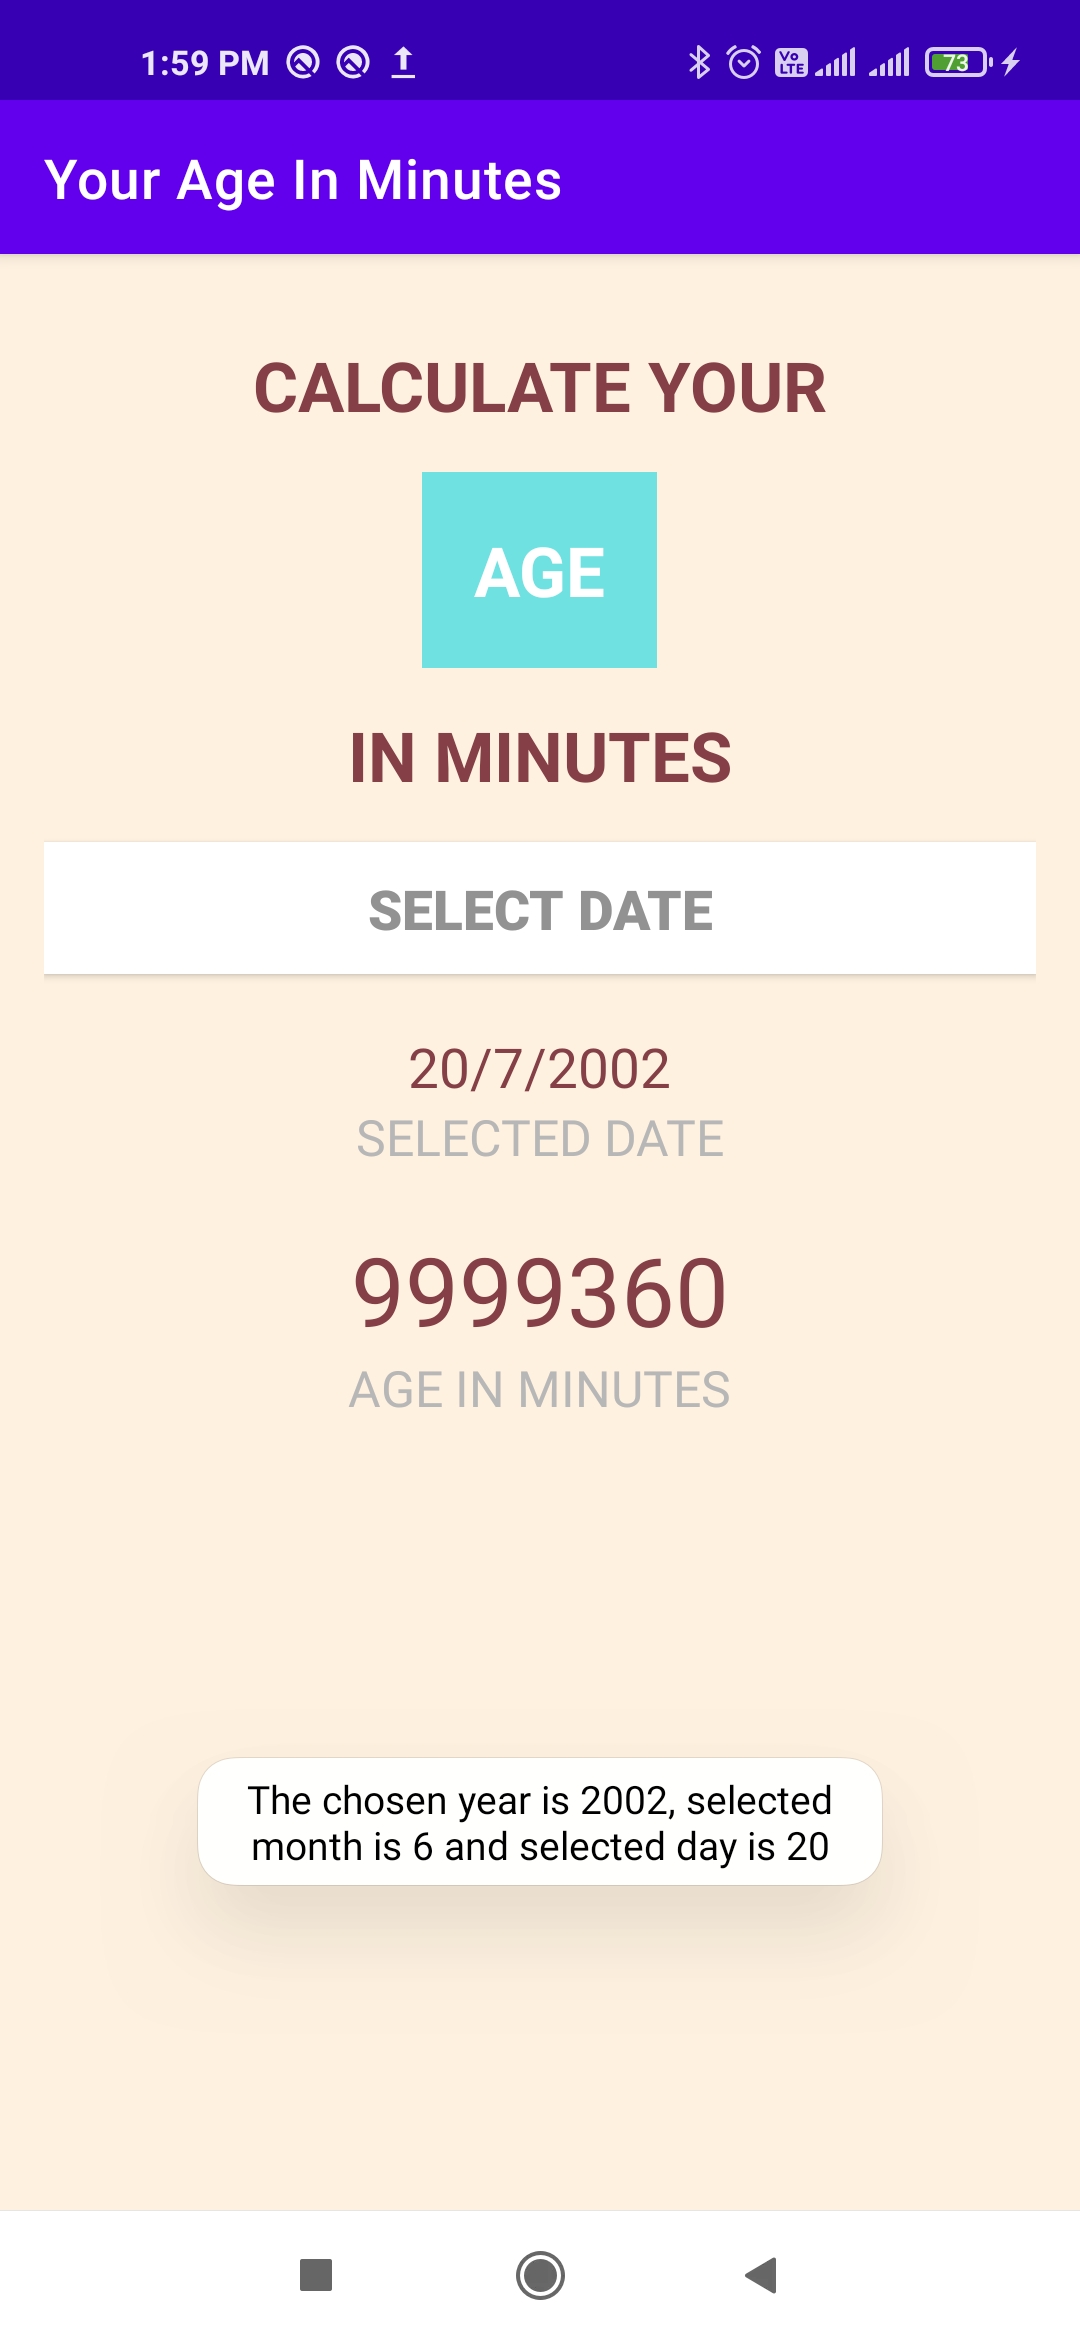 1:59 PM
Vo LTE
73
Your Age In Minutes
CALCULATE YOUR
AGE
IN MINUTES
SELECT DATE
20/7/2002
SELECTED DATE
9999360
AGE IN MINUTES
The chosen year is 2002, selected
month is 6 and selected day is 20